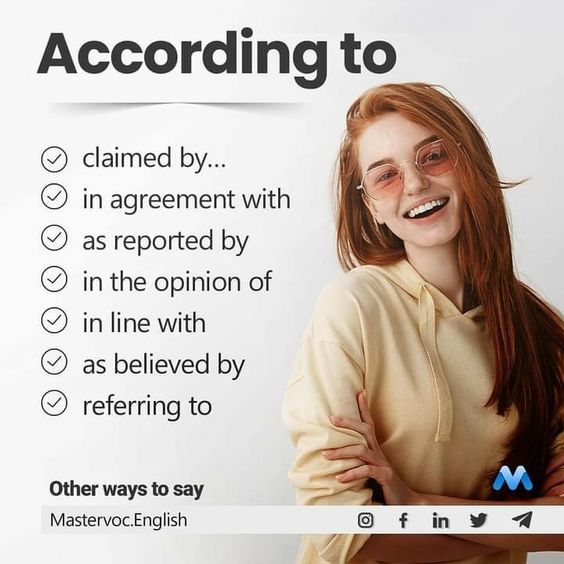 According to
claimed by...
in agreement with
as reported by
in the opinion of
in line with
as believed by
referring to
Other ways to say
Mastervoc.English